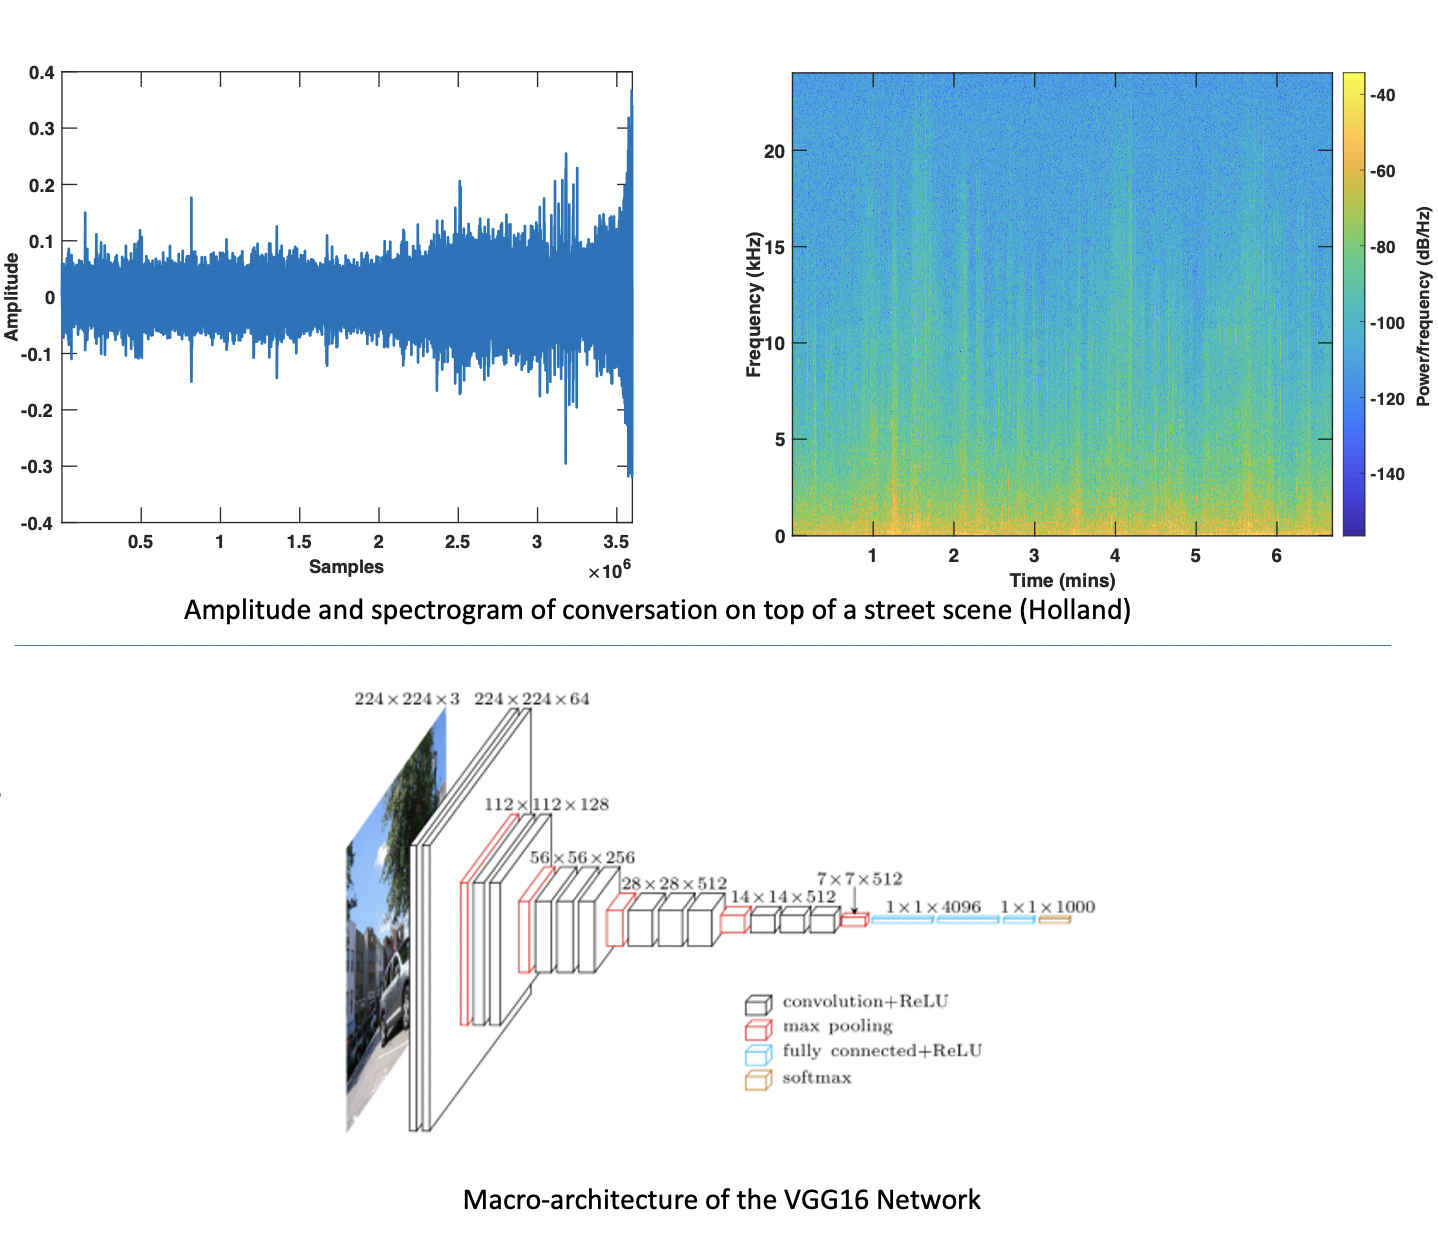 0.4
0.3
0.2
0.1
0
-0.1
-0.2
-0.3
-0.4
Amplitude
0.5 1 1.5 2 2.5 3 3.5
Samples
×10⁶
20
15
10
5
0
Frequency (kHz)
1 2 3 4 5 6
Time (mins)
-40
-60
-80
-100
-120
-140
Power/frequency (dB/Hz)
Amplitude and spectrogram of conversation on top of a street scene (Holland)
224×224×3 224×224×64
112×112×128
56×56×256
28×28×512
14×14×512
7×7×512
1×1×4096 1×1×1000
convolution+ReLU
max pooling
fully connected+ReLU
softmax
Macro-architecture of the VGG16 Network